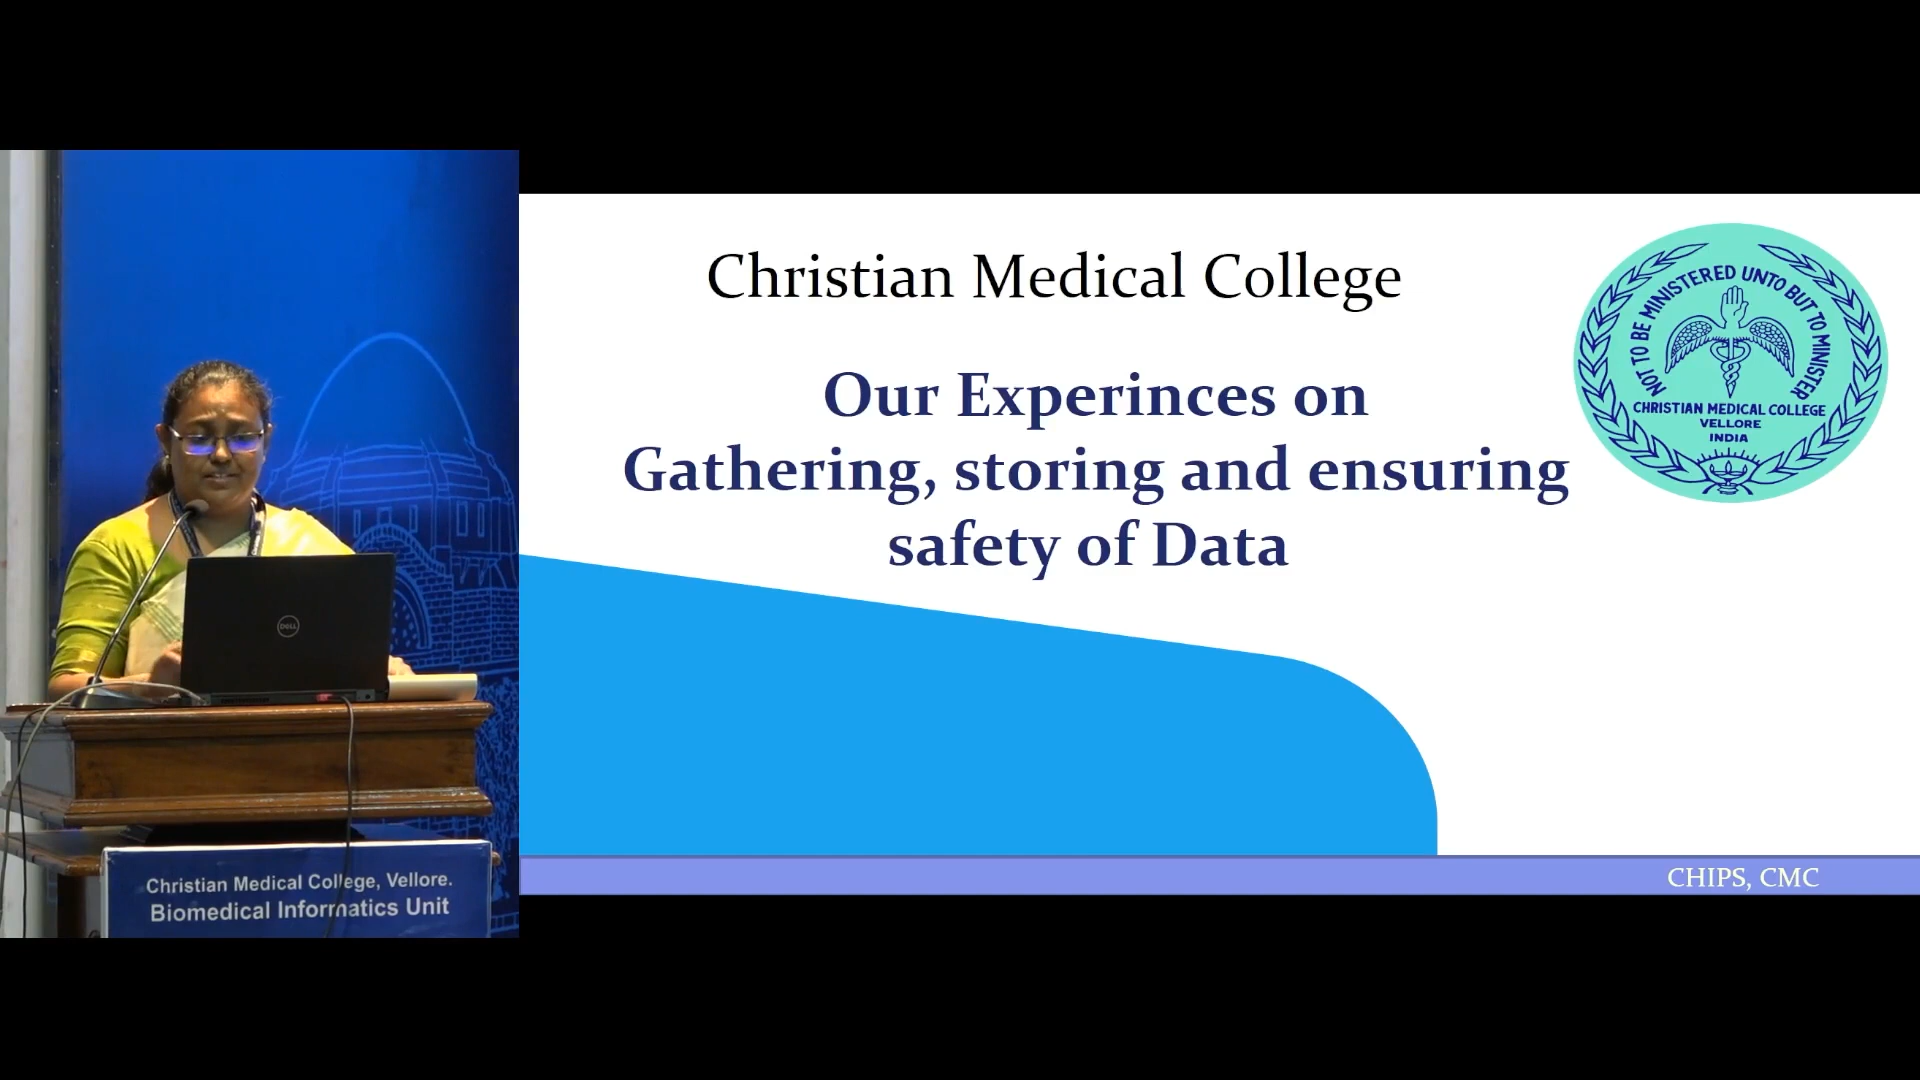 Christian Medical College
Our Experinces on
Gathering, storing and ensuring
safety of Data
NOT TO BE MINISTERED UNTO BUT TO MINISTER
CHRISTIAN MEDICAL COLLEGE
VELLORE
INDIA
CHIPS, CMC
DELL
Christian Medical College, Vellore.
Biomedical Informatics Unit